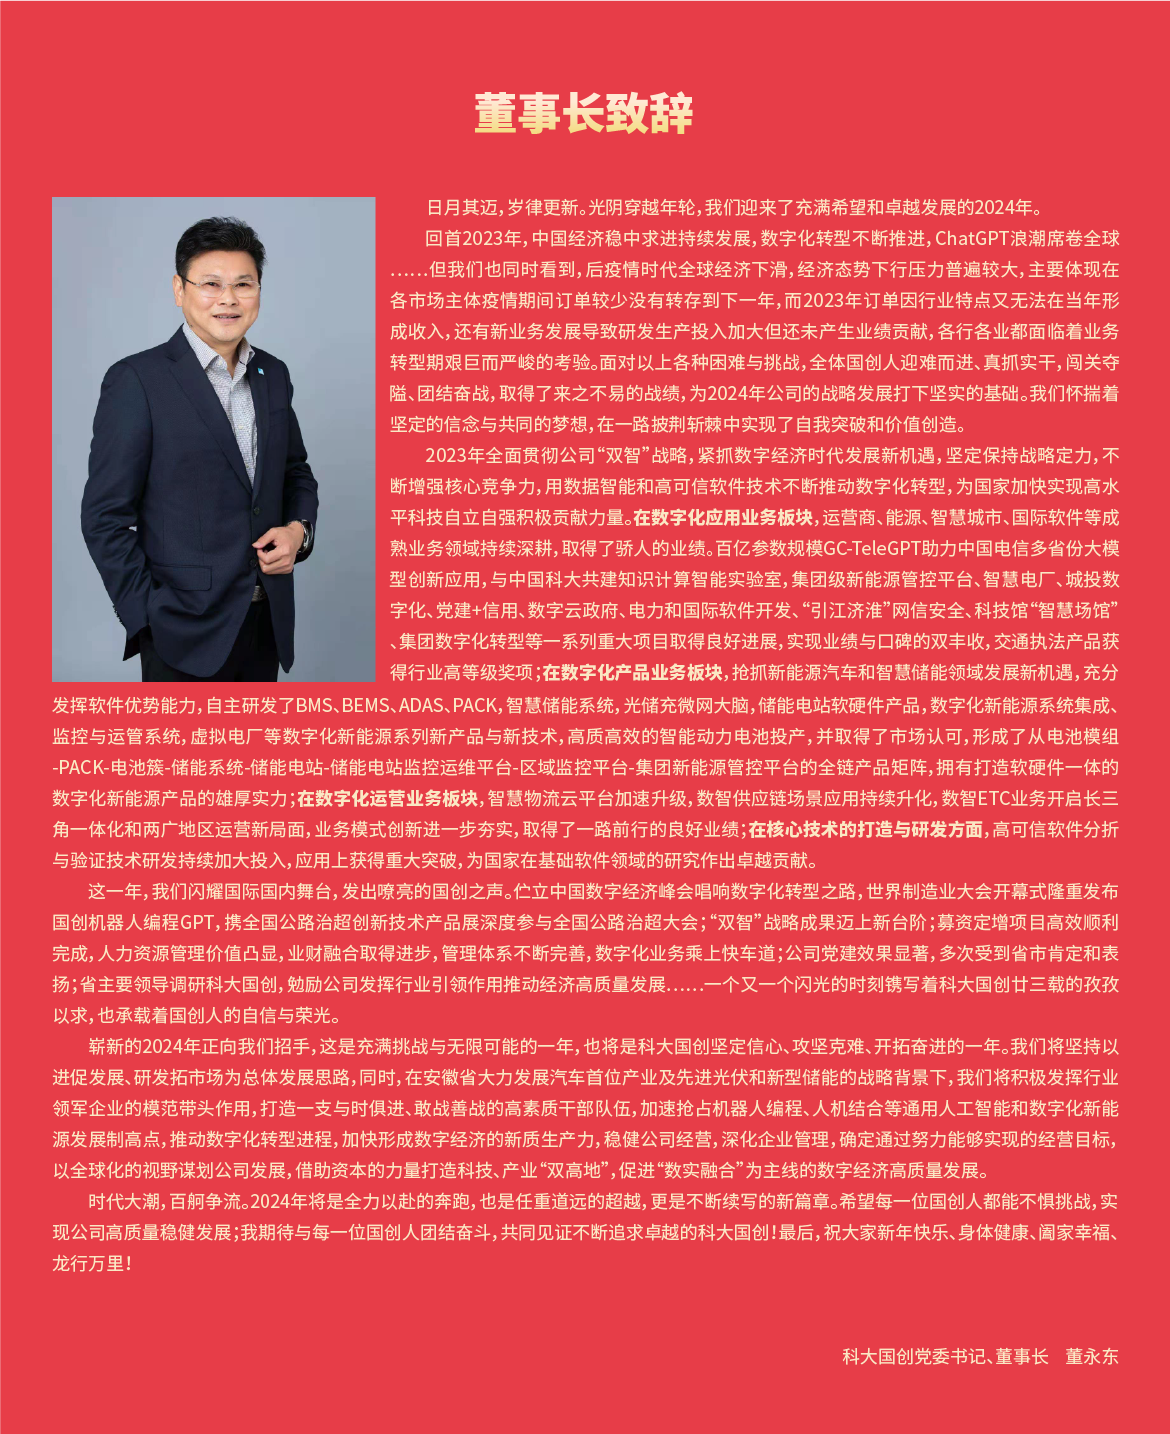 董事长致辞
日月其迈，岁律更新。光阴穿越年轮，我们迎来了充满希望和卓越发展的2024年。
回首2023年，中国经济稳中求进持续发展，数字化转型不断推进，ChatGPT浪潮席卷全球
……但我们也同时看到，后疫情时代全球经济下滑，经济态势下行压力普遍较大，主要体现在
各市场主体疫情期间订单较少没有转存到下一年，而2023年订单因行业特点又无法在当年形
成收入，还有新业务发展导致研发生产投入加大但还未产生业绩贡献，各行各业都面临着业务
转型期艰巨而严峻的考验。面对以上各种困难与挑战，全体国创人迎难而进、真抓实干，闯关夺
隘、团结奋战，取得了来之不易的战绩，为2024年公司的战略发展打下坚实的基础。我们怀揣着
坚定的信念与共同的梦想，在一路披荆斩棘中实现了自我突破和价值创造。
2023年全面贯彻公司“双智”战略，紧抓数字经济时代发展新机遇，坚定保持战略定力，不
断增强核心竞争力，用数据智能和高可信软件技术不断推动数字化转型，为国家加快实现高水
平科技自立自强积极贡献力量。在数字化应用业务板块，运营商、能源、智慧城市、国际软件等成
熟业务领域持续深耕，取得了骄人的业绩。百亿参数规模GC-TeleGPT助力中国电信多省份大模
型创新应用，与中国科大共建知识计算智能实验室，集团级新能源管控平台、智慧电厂、城投数
字化、党建+信用、数字云政府、电力和国际软件开发、“引江济淮”网信安全、科技馆“智慧场馆”
、集团数字化转型等一系列重大项目取得良好进展，实现业绩与口碑的双丰收，交通执法产品获
得行业高等级奖项；在数字化产品业务板块，抢抓新能源汽车和智慧储能领域发展新机遇，充分
发挥软件优势能力，自主研发了BMS、BEMS、ADAS、PACK，智慧储能系统，光储充微网大脑，储能电站软硬件产品，数字化新能源系统集成、
监控与运管系统，虚拟电厂等数字化新能源系列新产品与新技术，高质高效的智能动力电池投产，并取得了市场认可，形成了从电池模组
-PACK-电池簇-储能系统-储能电站-储能电站监控运维平台-区域监控平台-集团新能源管控平台的全链产品矩阵，拥有打造软硬件一体的
数字化新能源产品的雄厚实力；在数字化运营业务板块，智慧物流云平台加速升级，数智供应链场景应用持续升化，数智ETC业务开启长三
角一体化和两广地区运营新局面，业务模式创新进一步夯实，取得了一路前行的良好业绩；在核心技术的打造与研发方面，高可信软件分析
与验证技术研发持续加大投入，应用上获得重大突破，为国家在基础软件领域的研究作出卓越贡献。
这一年，我们闪耀国际国内舞台，发出嘹亮的国创之声。伫立中国数字经济峰会唱响数字化转型之路，世界制造业大会开幕式隆重发布
国创机器人编程GPT，携全国公路治超创新技术产品展深度参与全国公路治超大会；“双智”战略成果迈上新台阶；募资定增项目高效顺利
完成，人力资源管理价值凸显，业财融合取得进步，管理体系不断完善，数字化业务乘上快车道；公司党建效果显著，多次受到省市肯定和表
扬；省主要领导调研科大国创，勉励公司发挥行业引领作用推动经济高质量发展……一个又一个闪光的时刻镌写着科大国创廿三载的孜孜
以求，也承载着国创人的自信与荣光。
崭新的2024年正向我们招手，这是充满挑战与无限可能的一年，也将是科大国创坚定信心、攻坚克难、开拓奋进的一年。我们将坚持以
进促发展、研发拓市场为总体发展思路，同时，在安徽省大力发展汽车首位产业及先进光伏和新型储能的战略背景下，我们将积极发挥行业
领军企业的模范带头作用，打造一支与时俱进、敢战善战的高素质干部队伍，加速抢占机器人编程、人机结合等通用人工智能和数字化新能
源发展制高点，推动数字化转型进程，加快形成数字经济的新质生产力，稳健公司经营，深化企业管理，确定通过努力能够实现的经营目标，
以全球化的视野谋划公司发展，借助资本的力量打造科技、产业“双高地”，促进“数实融合”为主线的数字经济高质量发展。
时代大潮，百舸争流。2024年将是全力以赴的奔跑，也是任重道远的超越，更是不断续写的新篇章。希望每一位国创人都能不惧挑战，实
现公司高质量稳健发展；我期待与每一位国创人团结奋斗，共同见证不断追求卓越的科大国创！最后，祝大家新年快乐、身体健康、阖家幸福、
龙行万里！
科大国创党委书记、董事长 董永东